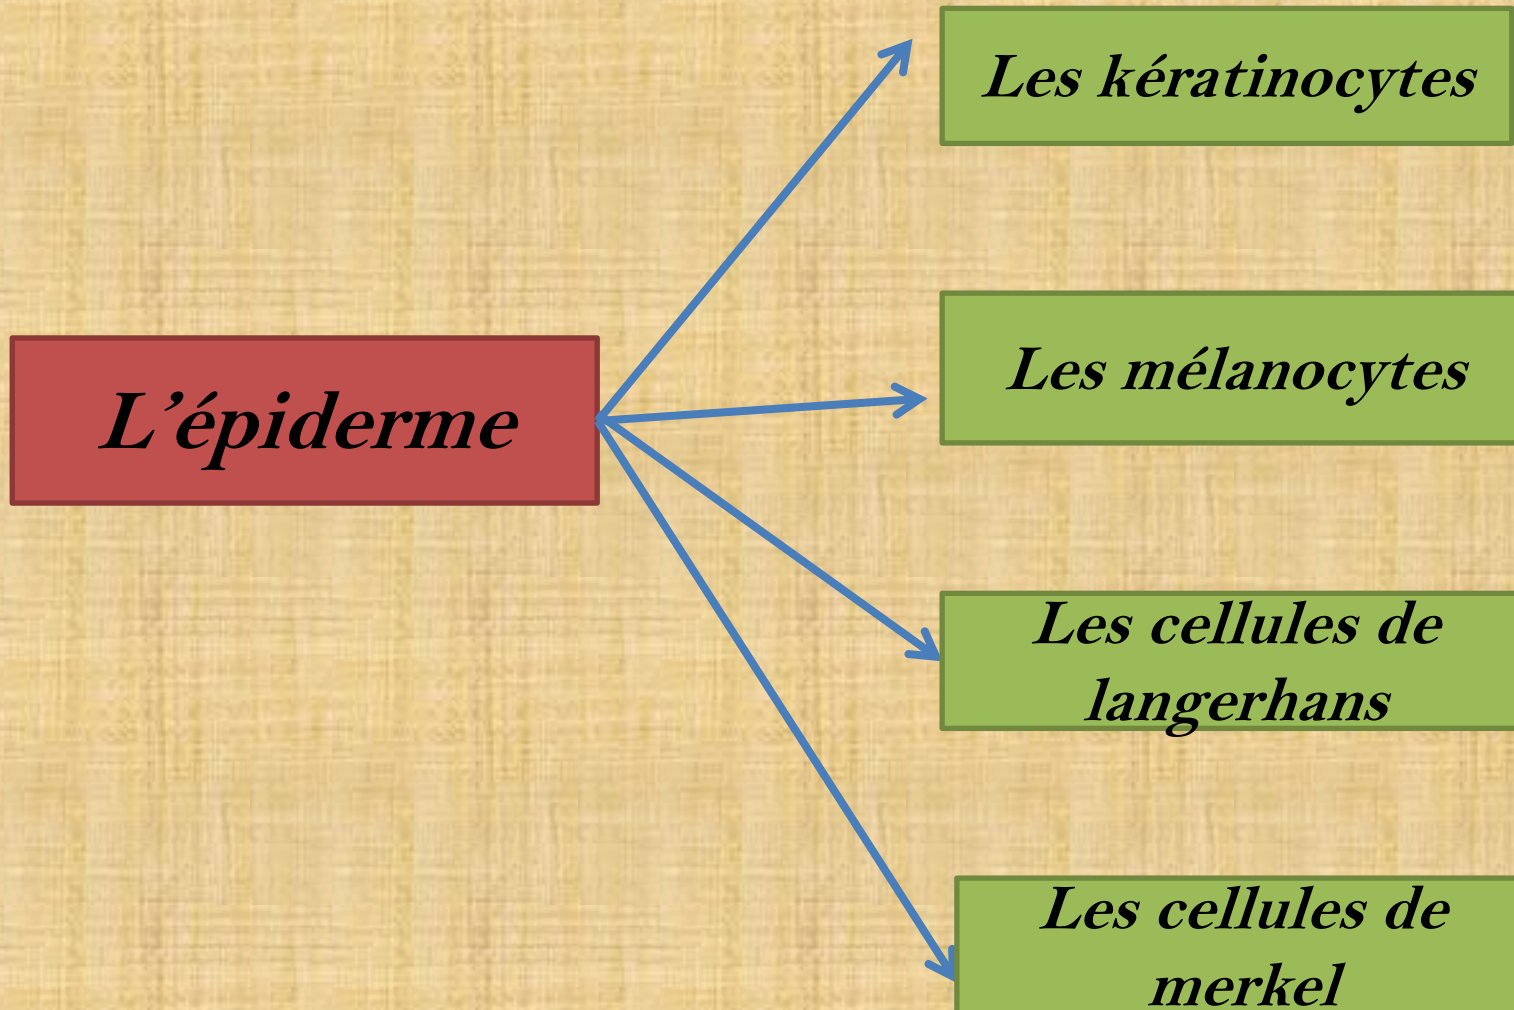 Les kératinocytes
Les mélanocytes
L’épiderme
Les cellules de
langerhans
Les cellules de
merkel